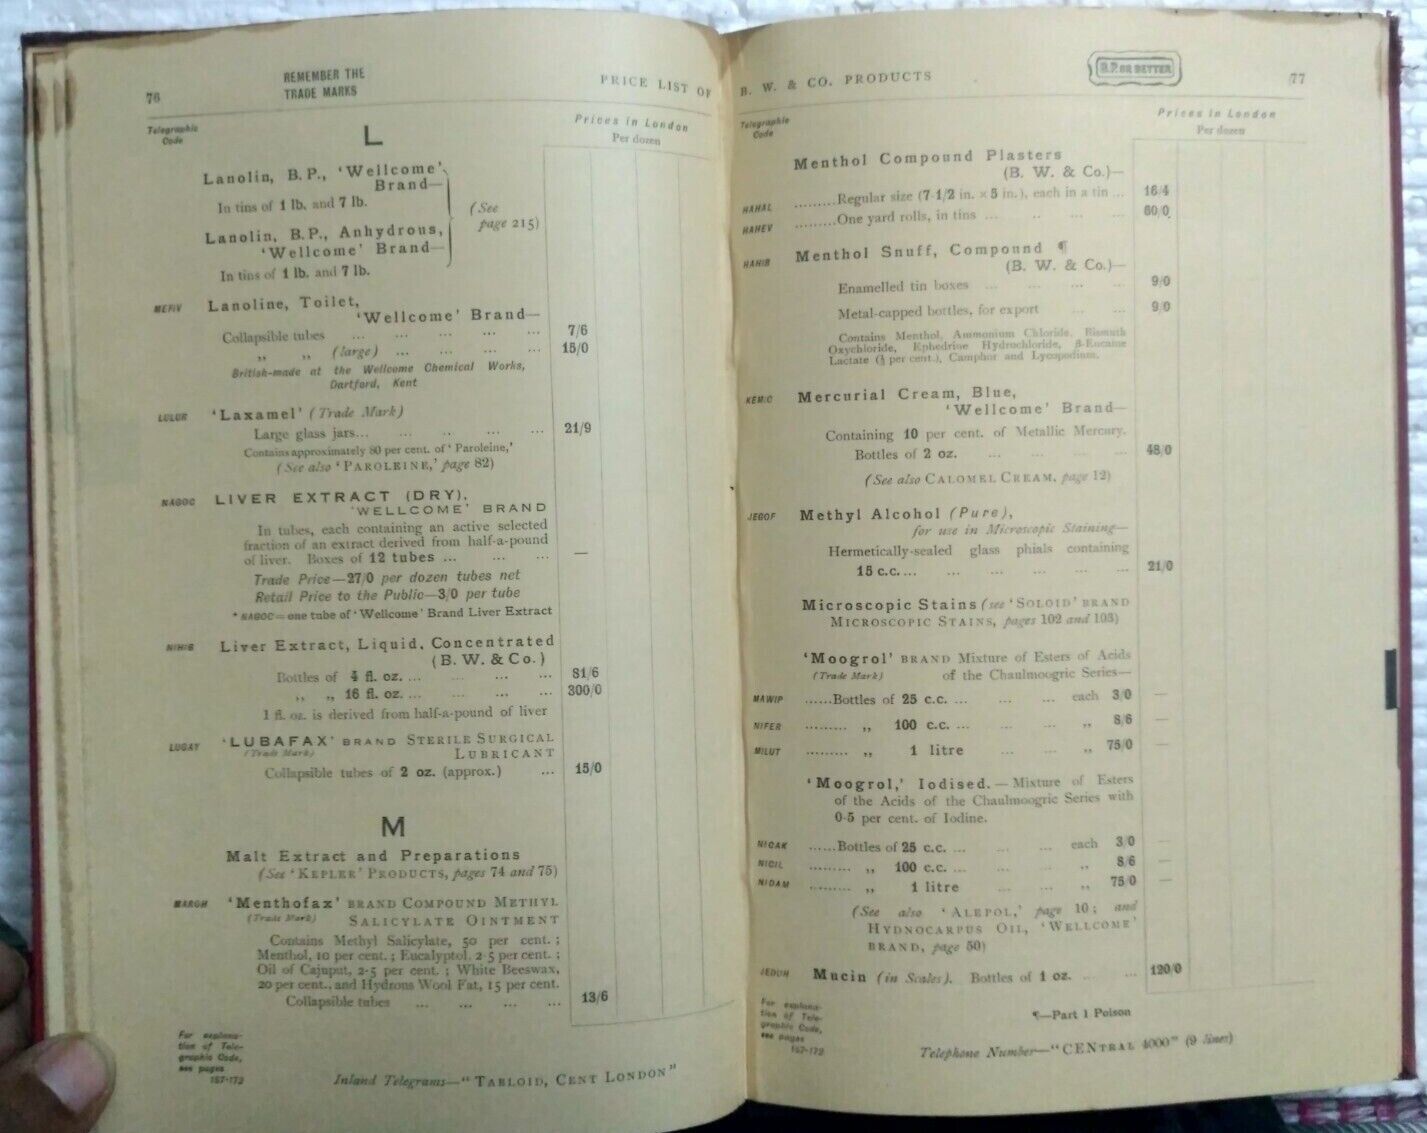 76
REMEMBER THE
TRADE MARKS
PRICE LIST OF
Telegraphic
Code
L
Prices in London
Per dozen
Lanolin, B.P., 'Wellcome'
Brand—
In tins of 1 lb. and 7 lb.
Lanolin, B.P., Anhydrous,
'Wellcome' Brand—
In tins of 1 lb. and 7 lb.
(See
page 215)
MEFIV Lanoline, Toilet,
'Wellcome' Brand—
Collapsible tubes ... ... ... ... 7/6
„ „ (large) ... ... ... ... 15/0
British-made at the Wellcome Chemical Works,
Dartford, Kent
LULUR 'Laxamel' (Trade Mark)
Large glass jars... ... ... ... ... 21/9
Contains approximately 80 per cent. of 'Paroleine,'
(See also 'PAROLEINE,' page 82)
NAGOC LIVER EXTRACT (DRY),
'WELLCOME' BRAND
In tubes, each containing an active selected
fraction of an extract derived from half-a-pound
of liver. Boxes of 12 tubes ... ... ... —
Trade Price—27/0 per dozen tubes net
Retail Price to the Public—3/0 per tube
* NAGOC = one tube of 'Wellcome' Brand Liver Extract
NIHIB Liver Extract, Liquid, Concentrated
(B. W. & Co.)
Bottles of 4 fl. oz. ... ... ... ... 81/6
„ „ 16 fl. oz. ... ... ... ... 300/0
1 fl. oz. is derived from half-a-pound of liver
LUGAY 'LUBAFAX' BRAND STERILE SURGICAL
(Trade Mark) LUBRICANT
Collapsible tubes of 2 oz. (approx.) ... 15/0
M
Malt Extract and Preparations
(See 'KEPLER' PRODUCTS, pages 74 and 75)
MARGH 'Menthofax' BRAND COMPOUND METHYL
(Trade Mark) SALICYLATE OINTMENT
Contains Methyl Salicylate, 50 per cent.;
Menthol, 10 per cent.; Eucalyptol, 2·5 per cent.;
Oil of Cajuput, 2·5 per cent.; White Beeswax,
20 per cent., and Hydrous Wool Fat, 15 per cent.
Collapsible tubes ... ... ... ... 13/6
For explana-
tion of Tele-
graphic Code,
see pages
157-172
Inland Telegrams—"TABLOID, CENT LONDON"
B. W. & CO. PRODUCTS
B.P. OR BETTER
77
Telegraphic
Code
Prices in London
Per dozen
Menthol Compound Plasters
(B. W. & Co.)—
HAHAL .........Regular size (7-1/2 in. × 5 in.), each in a tin ... 16/4
HAHEV .........One yard rolls, in tins ... .. ... ... 60/0
HAHIB Menthol Snuff, Compound ¶
(B. W. & Co.)—
Enamelled tin boxes ... ... ... ... 9/0
Metal-capped bottles, for export ... ... 9/0
Contains Menthol, Ammonium Chloride, Bismuth
Oxychloride, Ephedrine Hydrochloride, β-Eucaine
Lactate (½ per cent.), Camphor and Lycopodium.
KEMIC Mercurial Cream, Blue,
'Wellcome' Brand—
Containing 10 per cent. of Metallic Mercury.
Bottles of 2 oz. ... ... ... ... 48/0
(See also CALOMEL CREAM, page 12)
JEGOF Methyl Alcohol (Pure),
for use in Microscopic Staining—
Hermetically-sealed glass phials containing
15 c.c. ... ... ... ... ... ... 21/0
Microscopic Stains (see 'SOLOID' BRAND
MICROSCOPIC STAINS, pages 102 and 103)
'Moogrol' BRAND Mixture of Esters of Acids
(Trade Mark) of the Chaulmoogric Series—
MAWIP ......Bottles of 25 c.c. ... ... ... each 3/0 —
NIFER ......... „ 100 c.c. ... ... ... „ 8/6 —
MILUT ......... „ 1 litre ... ... „ 75/0 —
'Moogrol,' Iodised.—Mixture of Esters
of the Acids of the Chaulmoogric Series with
0·5 per cent. of Iodine.
NICAK ......Bottles of 25 c.c. ... ... ... each 3/0 —
NICIL ......... „ 100 c.c. ... ... ... „ 8/6 —
NIDAM ......... „ 1 litre ... ... „ 75/0 —
(See also 'ALEPOL,' page 10; and
HYDNOCARPUS OIL, 'WELLCOME'
BRAND, page 50)
JEDUH Mucin (in Scales). Bottles of 1 oz. ... ... 120/0
¶—Part 1 Poison
For explana-
tion of Tele-
graphic Code,
see pages
157-172
Telephone Number—"CENTRAL 4000" (9 lines)